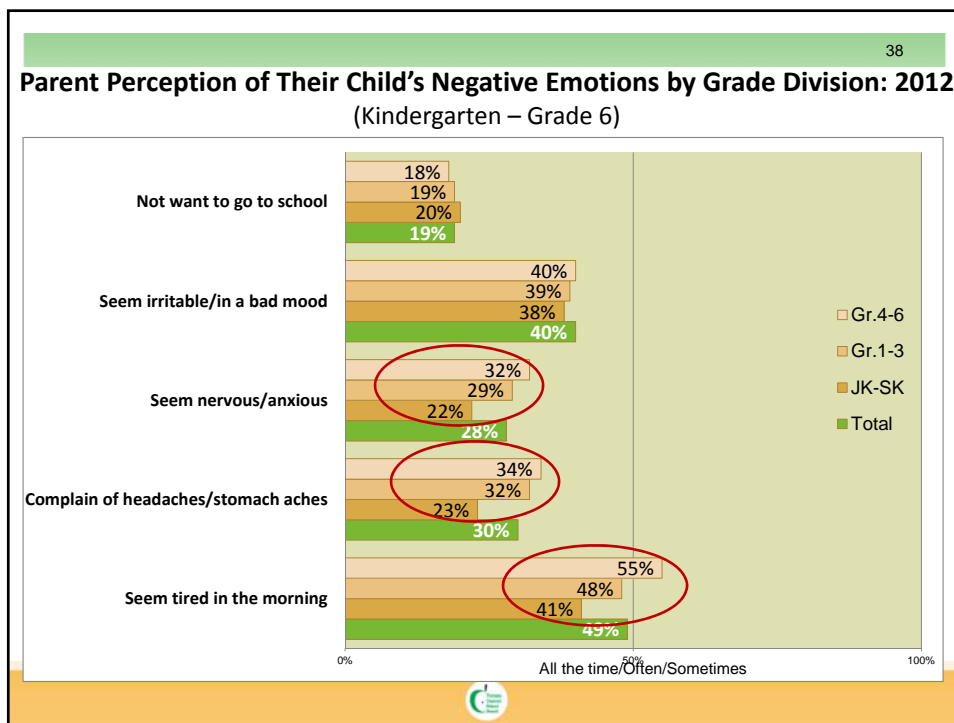 38
Parent Perception of Their Child's Negative Emotions by Grade Division: 2012
(Kindergarten – Grade 6)
Not want to go to school
18%
19%
20%
19%
Seem irritable/in a bad mood
40%
39%
38%
40%
Seem nervous/anxious
32%
29%
22%
28%
Complain of headaches/stomach aches
34%
32%
23%
30%
Seem tired in the morning
55%
48%
41%
49%
Gr.4-6
Gr.1-3
JK-SK
Total
0%
50%
100%
All the time/Often/Sometimes